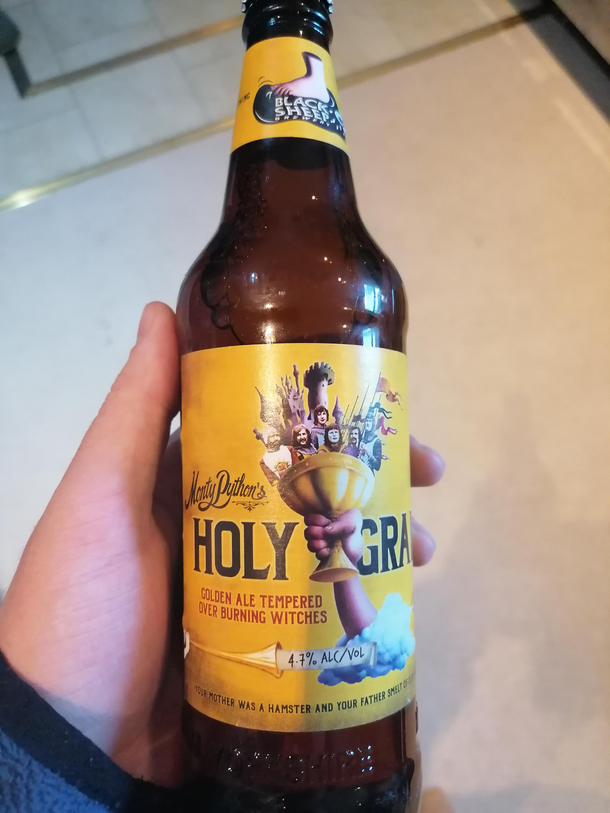 BLACK
SHEEP
BREWERY
Monty Python's
HOLY GRA
GOLDEN ALE TEMPERED
OVER BURNING WITCHES
4.7% ALC/VOL
YOUR MOTHER WAS A HAMSTER AND YOUR FATHER SMELT OF